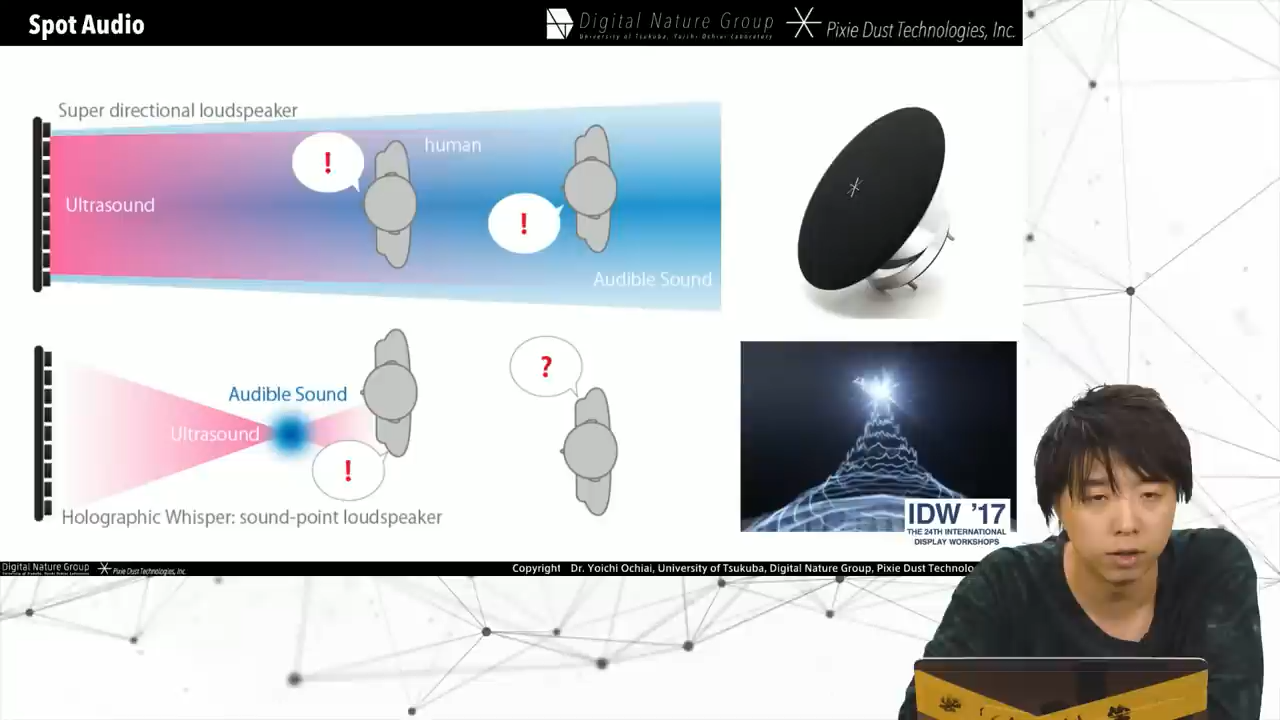 Spot Audio
Digital Nature Group
University of Tsukuba, Yoichi Ochiai Laboratory
Pixie Dust Technologies, Inc.
Super directional loudspeaker
!
human
Ultrasound
!
Audible Sound
?
Audible Sound
Ultrasound
!
Holographic Whisper: sound-point loudspeaker
IDW '17
THE 24TH INTERNATIONAL
DISPLAY WORKSHOPS
Digital Nature Group
Pixie Dust Technologies, Inc.
Copyright Dr. Yoichi Ochiai, University of Tsukuba, Digital Nature Group, Pixie Dust Technolo